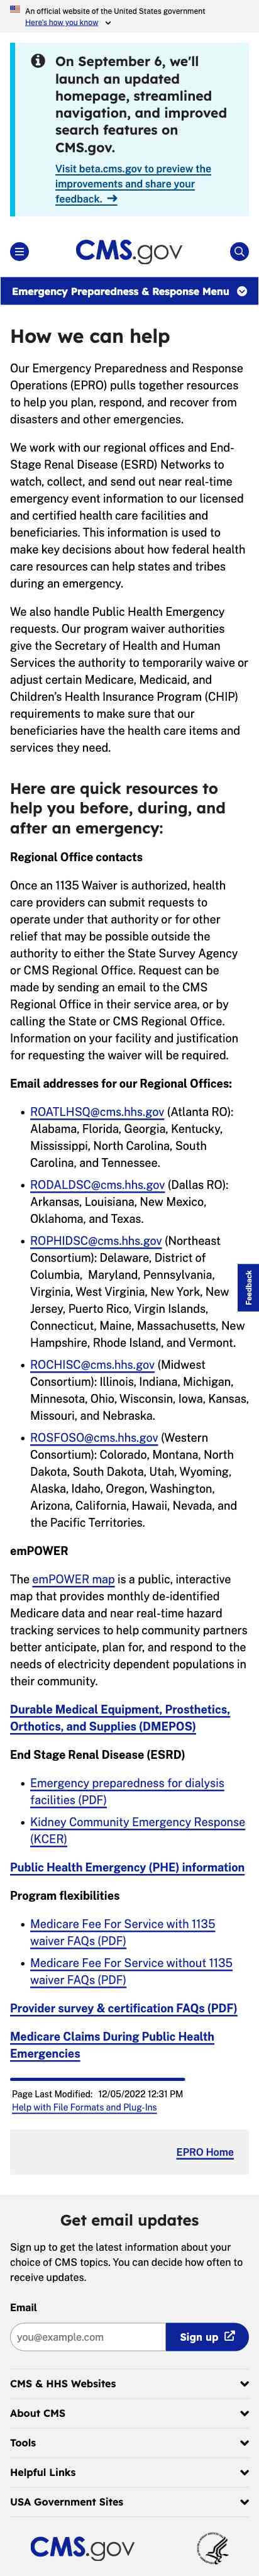 An official website of the United States government
Here's how you know
On September 6, we'll
launch an updated
homepage, streamlined
navigation, and improved
search features on
CMS.gov.
Visit beta.cms.gov to preview the
improvements and share your
feedback.
CMS.gov
Emergency Preparedness & Response Menu
How we can help
Our Emergency Preparedness and Response
Operations (EPRO) pulls together resources
to help you plan, respond, and recover from
disasters and other emergencies.
We work with our regional offices and End-
Stage Renal Disease (ESRD) Networks to
watch, collect, and send out near real-time
emergency event information to our licensed
and certified health care facilities and
beneficiaries. This information is used to
make key decisions about how federal health
care resources can help states and tribes
during an emergency.
We also handle Public Health Emergency
requests. Our program waiver authorities
give the Secretary of Health and Human
Services the authority to temporarily waive or
adjust certain Medicare, Medicaid, and
Children's Health Insurance Program (CHIP)
requirements to make sure that our
beneficiaries have the health care items and
services they need.
Here are quick resources to
help you before, during, and
after an emergency:
Regional Office contacts
Once an 1135 Waiver is authorized, health
care providers can submit requests to
operate under that authority or for other
relief that may be possible outside the
authority to either the State Survey Agency
or CMS Regional Office. Request can be
made by sending an email to the CMS
Regional Office in their service area, or by
calling the State or CMS Regional Office.
Information on your facility and justification
for requesting the waiver will be required.
Email addresses for our Regional Offices:
ROATLHSQ@cms.hhs.gov (Atlanta RO):
Alabama, Florida, Georgia, Kentucky,
Mississippi, North Carolina, South
Carolina, and Tennessee.
RODALDSC@cms.hhs.gov (Dallas RO):
Arkansas, Louisiana, New Mexico,
Oklahoma, and Texas.
ROPHIDSC@cms.hhs.gov (Northeast
Consortium): Delaware, District of
Columbia, Maryland, Pennsylvania,
Virginia, West Virginia, New York, New
Jersey, Puerto Rico, Virgin Islands,
Connecticut, Maine, Massachusetts, New
Hampshire, Rhode Island, and Vermont.
Feedback
ROCHISC@cms.hhs.gov (Midwest
Consortium): Illinois, Indiana, Michigan,
Minnesota, Ohio, Wisconsin, Iowa, Kansas,
Missouri, and Nebraska.
ROSFOSO@cms.hhs.gov (Western
Consortium): Colorado, Montana, North
Dakota, South Dakota, Utah, Wyoming,
Alaska, Idaho, Oregon, Washington,
Arizona, California, Hawaii, Nevada, and
the Pacific Territories.
emPOWER
The emPOWER map is a public, interactive
map that provides monthly de-identified
Medicare data and real-time hazard
tracking services to help community partners
better anticipate, plan for, and respond to the
needs of electricity dependent populations in
their community.
Durable Medical Equipment, Prosthetics,
Orthotics, and Supplies (DMEPOS)
End Stage Renal Disease (ESRD)
Emergency preparedness for dialysis
facilities (PDF)
Kidney Community Emergency Response
(KCER)
Public Health Emergency (PHE) information
Program flexibilities
Medicare Fee For Service with 1135
waiver FAQs (PDF)
Medicare Fee For Service without 1135
waiver FAQs (PDF)
Provider survey & certification FAQs (PDF)
Medicare Claims During Public Health
Emergencies
Page Last Modified: 12/05/2022 12:31 PM
Help with File Formats and Plug-Ins
EPRO Home
Get email updates
Sign up to get the latest information about your
choice of CMS topics. You can decide how often to
receive updates.
Email
you@example.com
Sign up
CMS & HHS Websites
About CMS
Tools
Helpful Links
USA Government Sites
CMS.gov